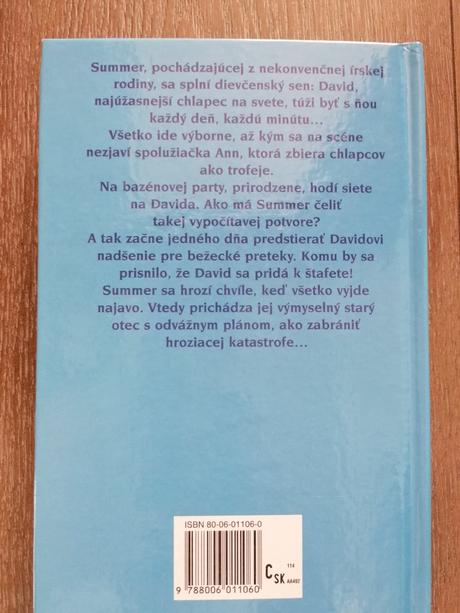 Summer, pochádzajúcej z nekonvenčnej írskej
rodiny, sa splní dievčenský sen: David,
najúžasnejší chlapec na svete, túži byť s ňou
každý deň, každú minútu...
Všetko ide výborne, až kým sa na scéne
nezjaví spolužiačka Ann, ktorá zbiera chlapcov
ako trofeje.
Na bazénovej party, prirodzene, hodí siete
na Ďavida. Ako má Summer čeliť
takej vypočítavej potvore?
A tak začne jedného dňa predstierať Davidovi
nadšenie pre bežecké preteky. Komu by sa
prisnilo, že David sa pridá k štafete!
Summer sa hrozí chvíle, keď všetko vyjde
najavo. Vtedy prichádza jej výmyselný starý
otec s odvážnym plánom, ako zabrániť
hroziacej katastrofe...
ISBN 80-06-01106-0
C SK 114 AA492
9 788006 011060